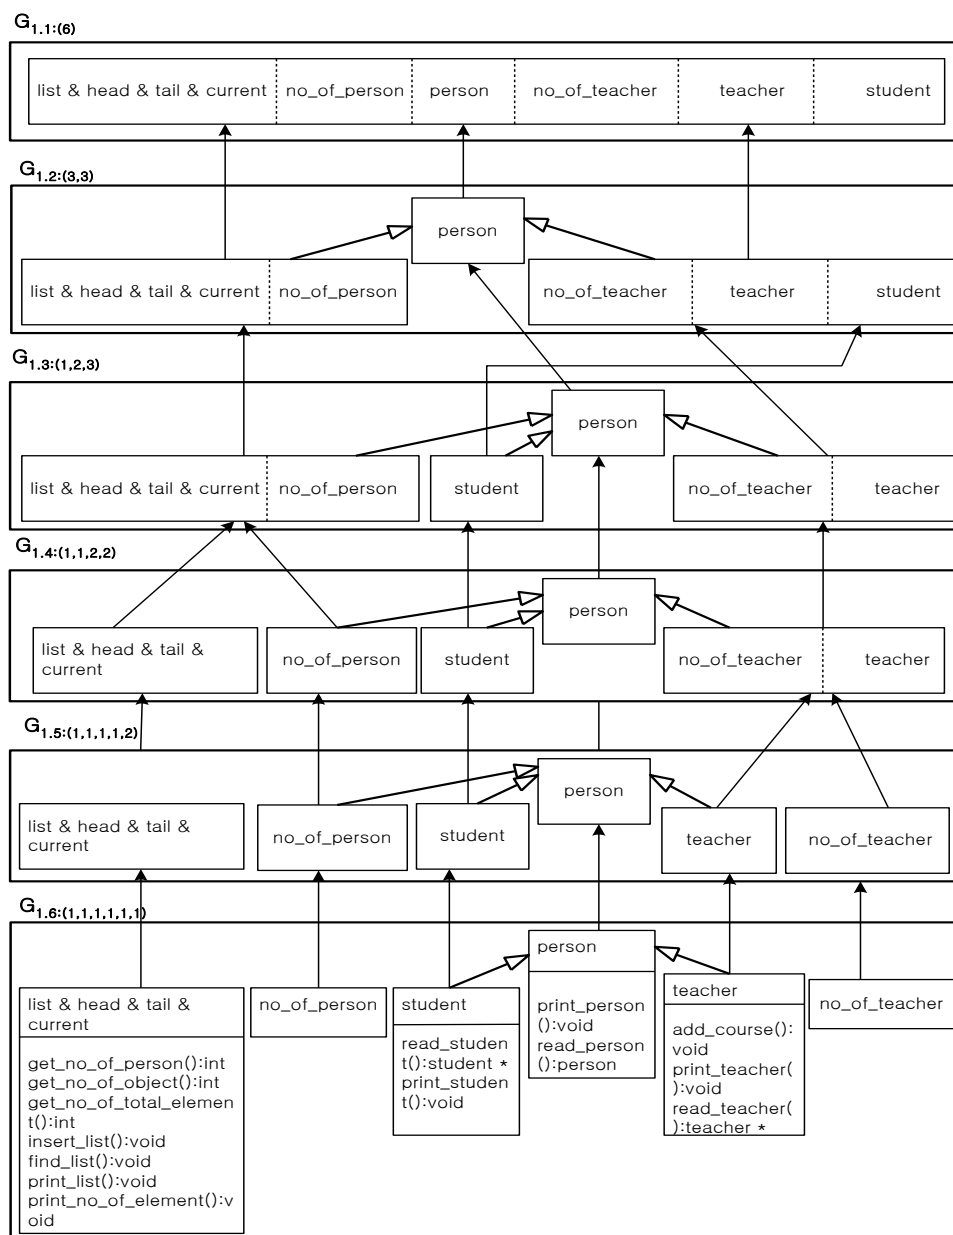 G1.1:(6)
list & head & tail & current
no_of_person
person
no_of_teacher
teacher
student
G1.2:(3,3)
person
list & head & tail & current
no_of_person
no_of_teacher
teacher
student
G1.3:(1,2,3)
person
list & head & tail & current
no_of_person
student
no_of_teacher
teacher
G1.4:(1,1,2,2)
person
list & head & tail &
current
no_of_person
student
no_of_teacher
teacher
G1.5:(1,1,1,1,2)
person
list & head & tail &
current
no_of_person
student
teacher
no_of_teacher
G1.6:(1,1,1,1,1,1)
person
print_person
():void
read_person
():person
list & head & tail &
current
get_no_of_person():int
get_no_of_object():int
get_no_of_total_elemen
t():int
insert_list():void
find_list():void
print_list():void
print_no_of_element():v
oid
no_of_person
student
read_studen
t():student *
print_studen
t():void
teacher
add_course():
void
print_teacher(
):void
read_teacher(
):teacher *
no_of_teacher